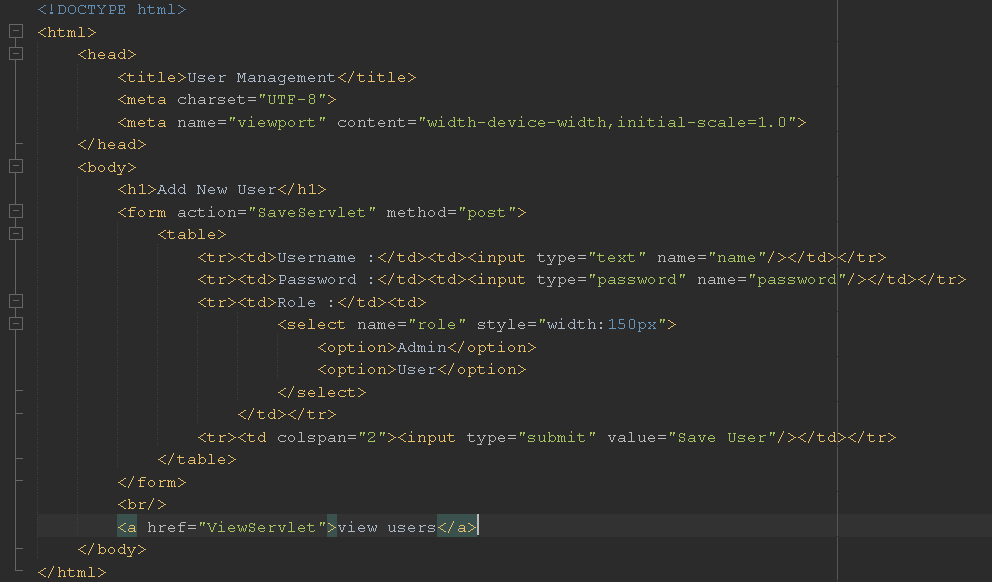 <!DOCTYPE html>
<html>
<head>
<title>User Management</title>
<meta charset="UTF-8">
<meta name="viewport" content="width-device-width,initial-scale=1.0">
</head>
<body>
<h1>Add New User</h1>
<form action="SaveServlet" method="post">
<table>
<tr><td>Username :</td><td><input type="text" name="name"/></td></tr>
<tr><td>Password :</td><td><input type="password" name="password"/></td></tr>
<tr><td>Role :</td><td>
<select name="role" style="width:150px">
<option>Admin</option>
<option>User</option>
</select>
</td></tr>
<tr><td colspan="2"><input type="submit" value="Save User"/></td></tr>
</table>
</form>
<br/>
<a href="ViewServlet">view users</a>
</body>
</html>